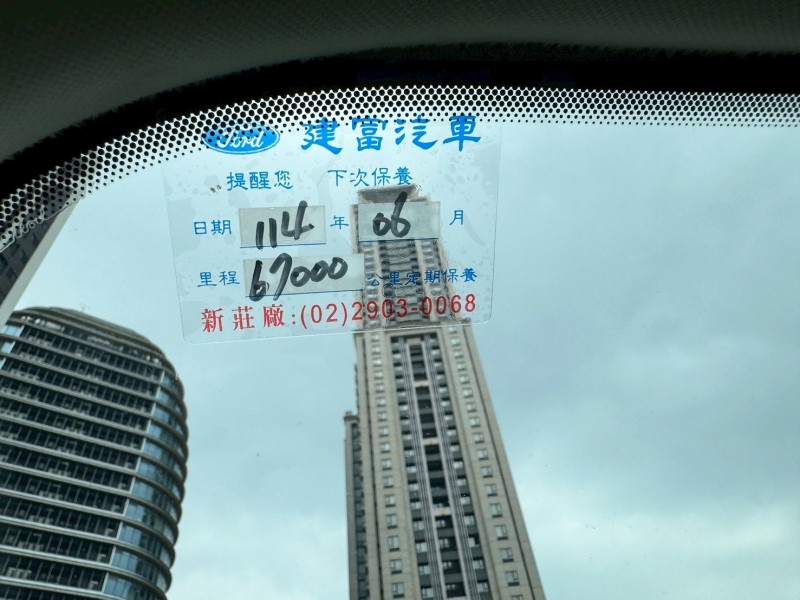 Ford 建富汽車
提醒您 下次保養
日期 114 年 06 月
里程 67000 公里定期保養
新莊廠:(02)2903-0068